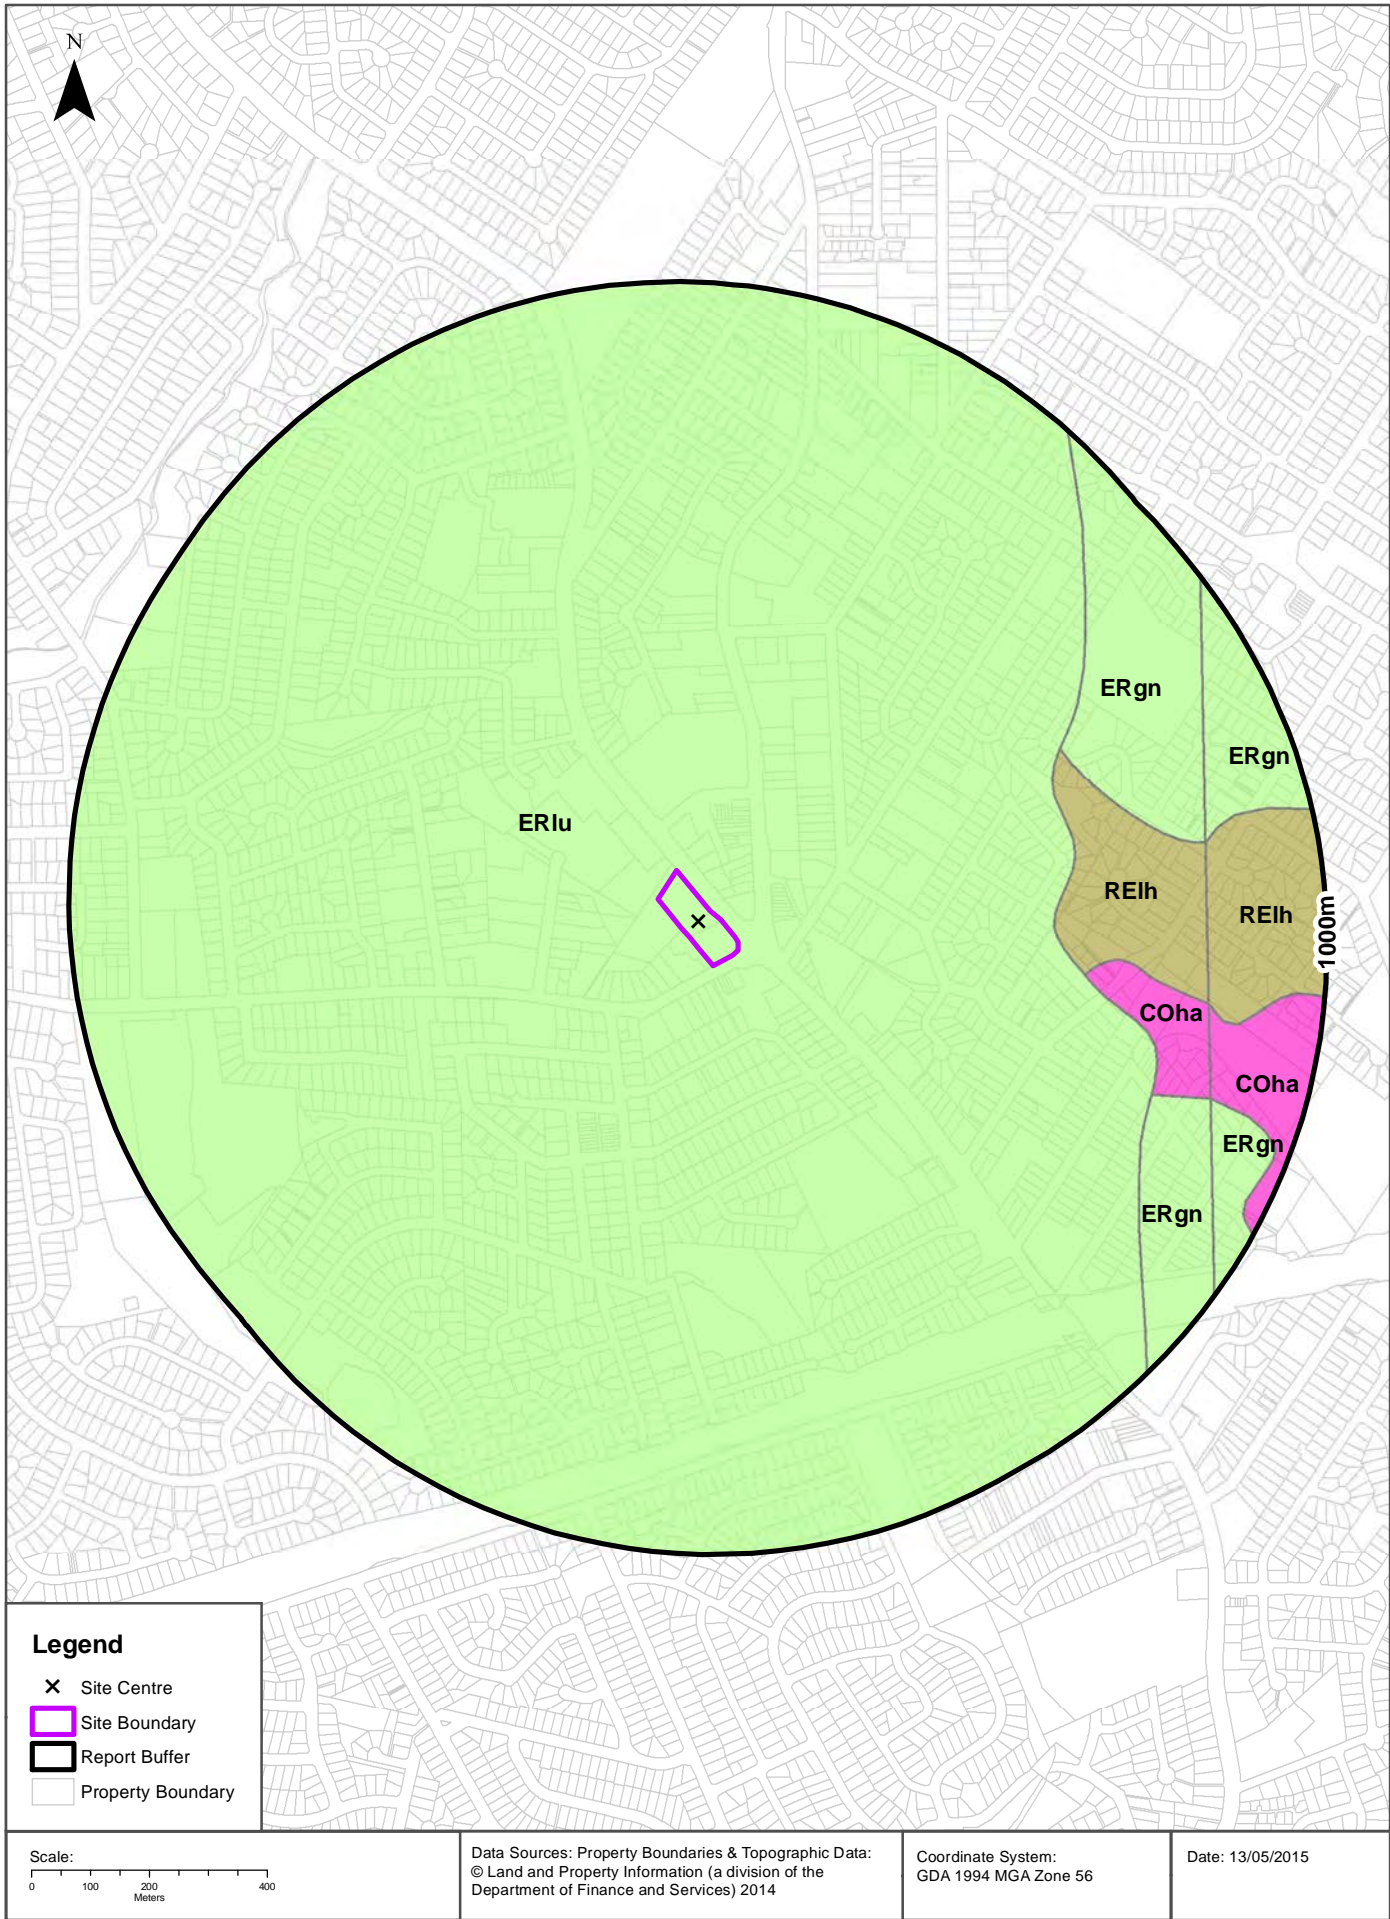 N
ERgn
ERgn
ERlu
RElh
RElh
1000m
COha
COha
ERgn
ERgn
Legend
Site Centre
Site Boundary
Report Buffer
Property Boundary
Scale:
0 100 200 400
Meters
Data Sources: Property Boundaries & Topographic Data:
© Land and Property Information (a division of the
Department of Finance and Services) 2014
Coordinate System:
GDA 1994 MGA Zone 56
Date: 13/05/2015